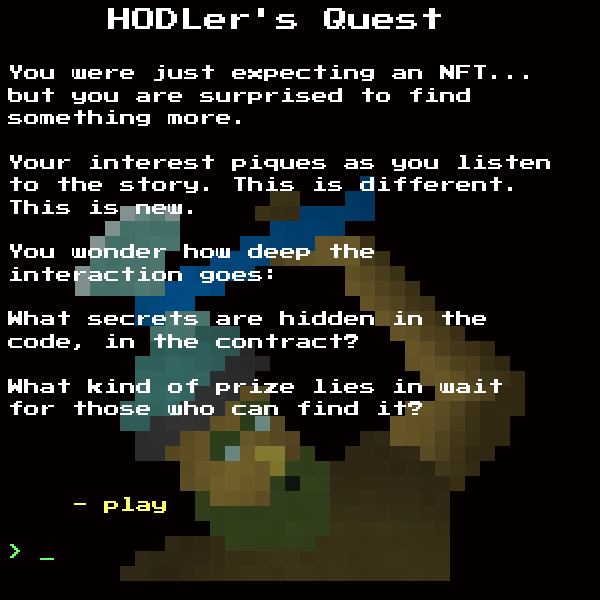 HODLer's Quest
You were just expecting an NFT...
but you are surprised to find
something more.
Your interest piques as you listen
to the story. This is different.
This is new.
You wonder how deep the
interaction goes:
What secrets are hidden in the
code, in the contract?
What kind of prize lies in wait
for those who can find it?
- play
> _